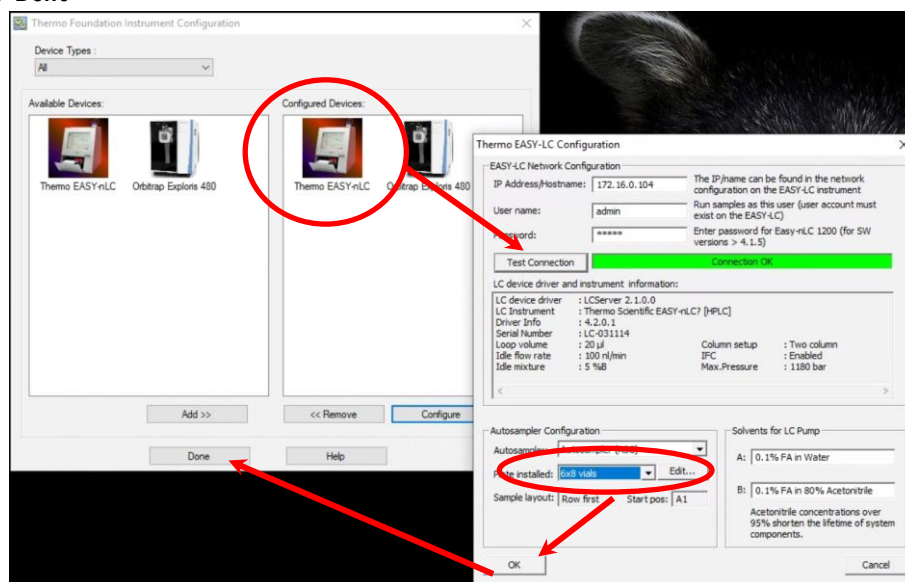 Done
Thermo Foundation Instrument Configuration
Device Types :
All
Available Devices:
Configured Devices:
Thermo EASY-nLC
Orbitrap Exploris 480
Thermo EASY-nLC
Orbitrap Exploris 480
Add >>
<< Remove
Configure
Done
Help
Thermo EASY-LC Configuration
EASY-LC Network Configuration
IP Address/Hostname: 172.16.0.104
The IP/name can be found in the network
configuration on the EASY-LC instrument
User name: admin
Run samples as this user (user account must
exist on the EASY-LC)
Password: *****
Enter password for Easy-nLC 1200 (for SW
versions > 4.1.5)
Test Connection
Connection OK
LC device driver and instrument information:
LC device driver : LCServer 2.1.0.0
LC Instrument : Thermo Scientific EASY-nLC? [HPLC]
Driver Info : 4.2.0.1
Serial Number : LC-031114
Loop volume : 20 µl Column setup : Two column
Idle flow rate : 100 nl/min IFC : Enabled
Idle mixture : 5 %B Max.Pressure : 1180 bar
Autosampler Configuration
Autosampler:
Plate installed: 6x8 vials Edit...
Sample layout: Row first Start pos: A1
Solvents for LC Pump
A: 0.1% FA in Water
B: 0.1% FA in 80% Acetonitrile
Acetonitrile concentrations over
95% shorten the lifetime of system
components.
OK
Cancel